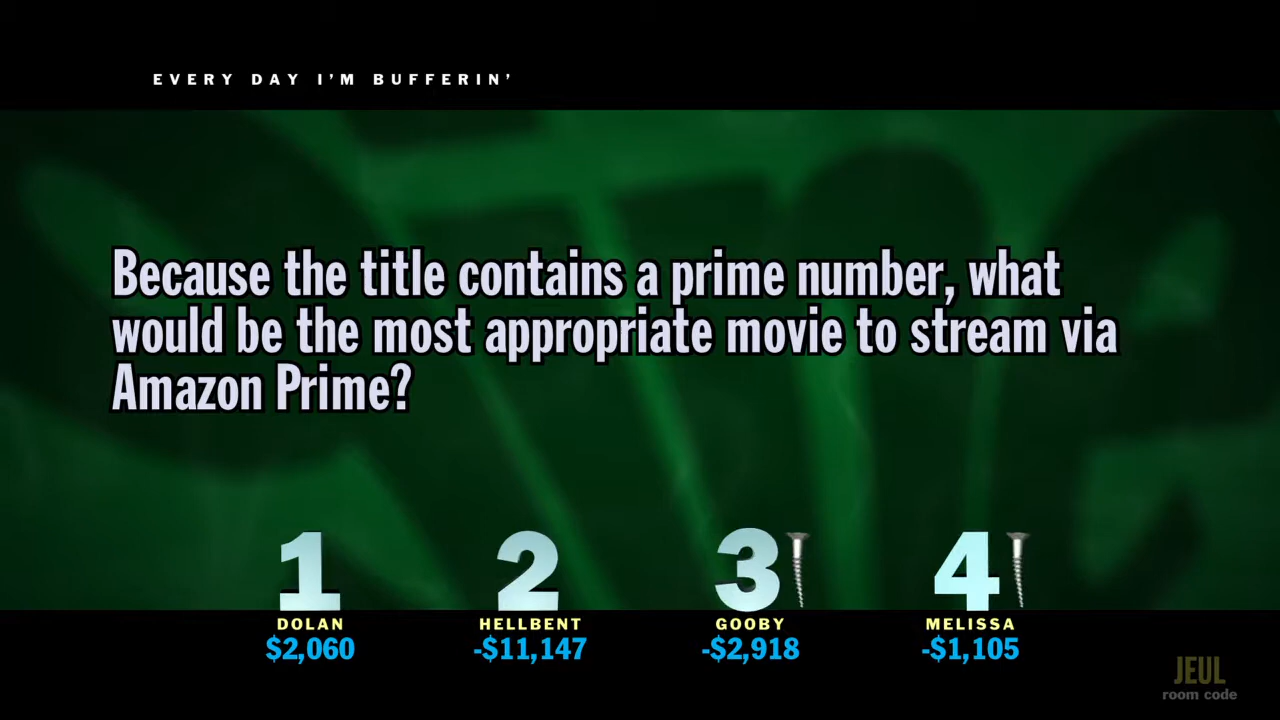 EVERY DAY I'M BUFFERIN'
Because the title contains a prime number, what
would be the most appropriate movie to stream via
Amazon Prime?
1 2 3 4
DOLAN HELLBENT GOOBY MELISSA
$2,060 -$11,147 -$2,918 -$1,105
JEUL
room code